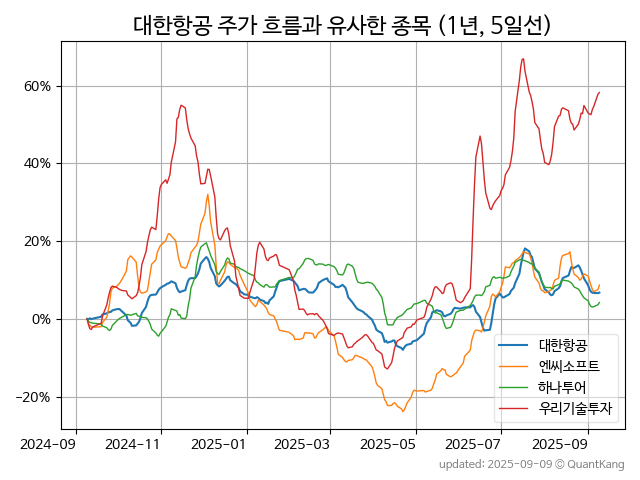 대한항공 주가 흐름과 유사한 종목 (1년, 5일선)
60%
40%
20%
0%
−20%
2024−09
2024−11
2025−01
2025−03
2025−05
2025−07
2025−09
대한항공
엔씨소프트
하나투어
우리기술투자
updated: 2025-09-09 © QuantKang